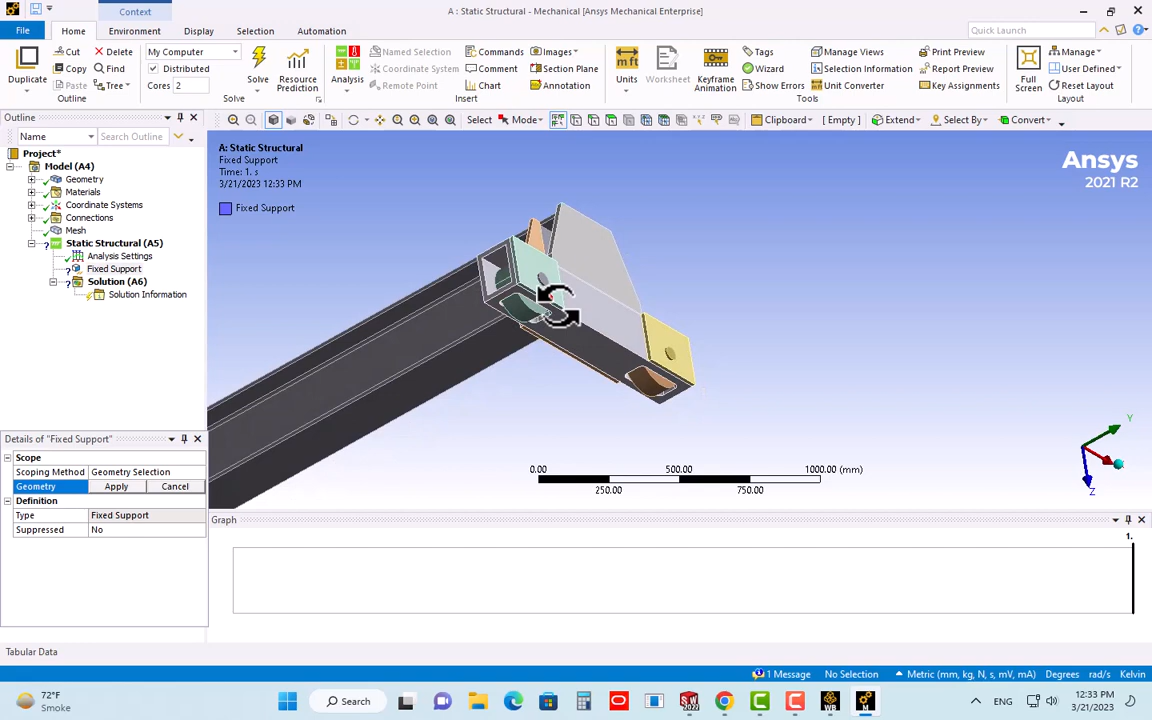 Context
A : Static Structural - Mechanical [Ansys Mechanical Enterprise]
File Home Environment Display Selection Automation
Quick Launch
Duplicate
Cut
Copy
Paste
Delete
Find
Tree
Outline
My Computer
Distributed
Cores 2
Solve
Resource Prediction
Solve
Analysis
Named Selection
Coordinate System
Remote Point
Commands
Comment
Chart
Images
Section Plane
Annotation
Insert
Units
Worksheet
Keyframe Animation
Tags
Wizard
Show Errors
Manage Views
Selection Information
Unit Converter
Print Preview
Report Preview
Key Assignments
Tools
Full Screen
Manage
User Defined
Reset Layout
Layout
Outline
Select Mode Clipboard [ Empty ] Extend Select By Convert
Name Search Outline
Project*
Model (A4)
Geometry
Materials
Coordinate Systems
Connections
Mesh
Static Structural (A5)
Analysis Settings
Fixed Support
Solution (A6)
Solution Information
A: Static Structural
Fixed Support
Time: 1. s
3/21/2023 12:33 PM
Fixed Support
Ansys
2021 R2
Y
Z
0.00 500.00 1000.00 (mm)
250.00 750.00
Details of "Fixed Support"
Scope
Scoping Method Geometry Selection
Geometry Apply Cancel
Definition
Type Fixed Support
Suppressed No
Graph
1.
Tabular Data
1 Message No Selection Metric (mm, kg, N, s, mV, mA) Degrees rad/s Kelvin
72°F
Smoke
Search
ENG
12:33 PM
3/21/2023